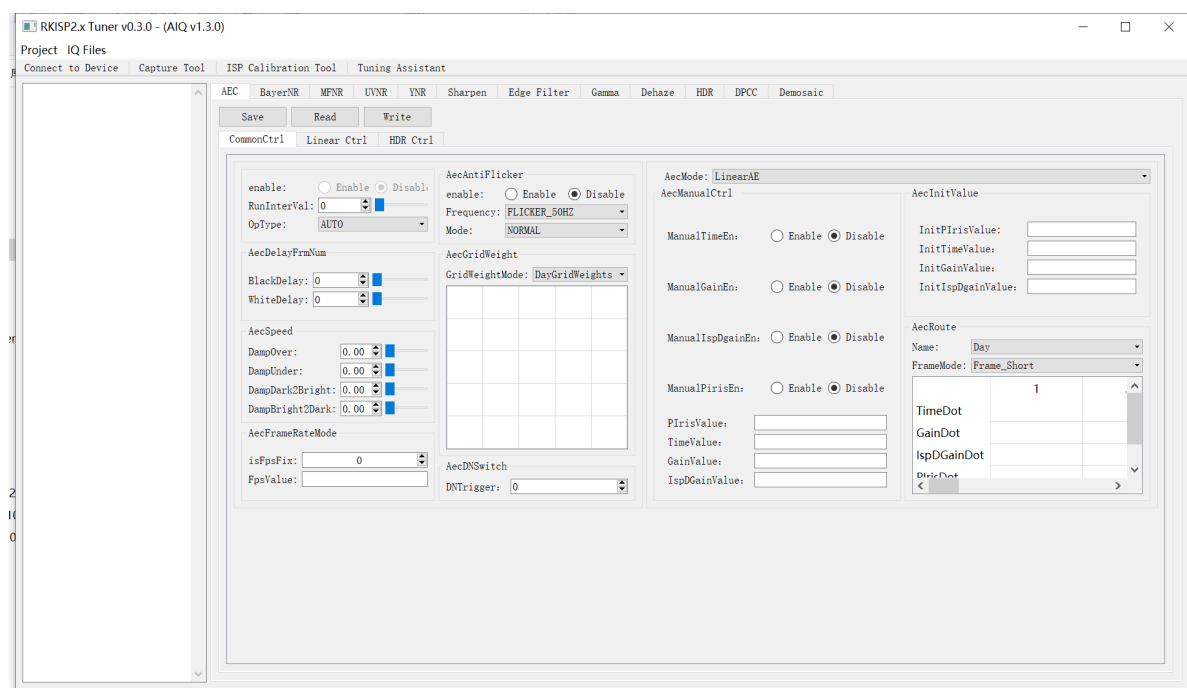 RKISP2.x Tuner v0.3.0 - (AIQ v1.3.0)
Project IQ Files
Connect to Device Capture Tool ISP Calibration Tool Tuning Assistant
AEC BayerNR MFNR UVNR YNR Sharpen Edge Filter Gamma Dehaze HDR DPCC Demosaic
Save Read Write
CommonCtrl Linear Ctrl HDR Ctrl
enable: Enable Disabl
RunInterVal: 0
OpType: AUTO
AecDelayFrmNum
BlackDelay: 0
WhiteDelay: 0
AecSpeed
DampOver: 0.00
DampUnder: 0.00
DampDark2Bright: 0.00
DampBright2Dark: 0.00
AecFrameRateMode
isFpsFix: 0
FpsValue:
AecAntiFlicker
enable: Enable Disable
Frequency: FLICKER_50HZ
Mode: NORMAL
AecGridWeight
GridWeightMode: DayGridWeights
AecDNSwitch
DNTrigger: 0
AecMode: LinearAE
AecManualCtrl
ManualTimeEn: Enable Disable
ManualGainEn: Enable Disable
ManualIspDgainEn: Enable Disable
ManualPirisEn: Enable Disable
PIrisValue:
TimeValue:
GainValue:
IspDGainValue:
AecInitValue
InitPIrisValue:
InitTimeValue:
InitGainValue:
InitIspDgainValue:
AecRoute
Name: Day
FrameMode: Frame_Short
1
TimeDot
GainDot
IspDGainDot
PIrisDot